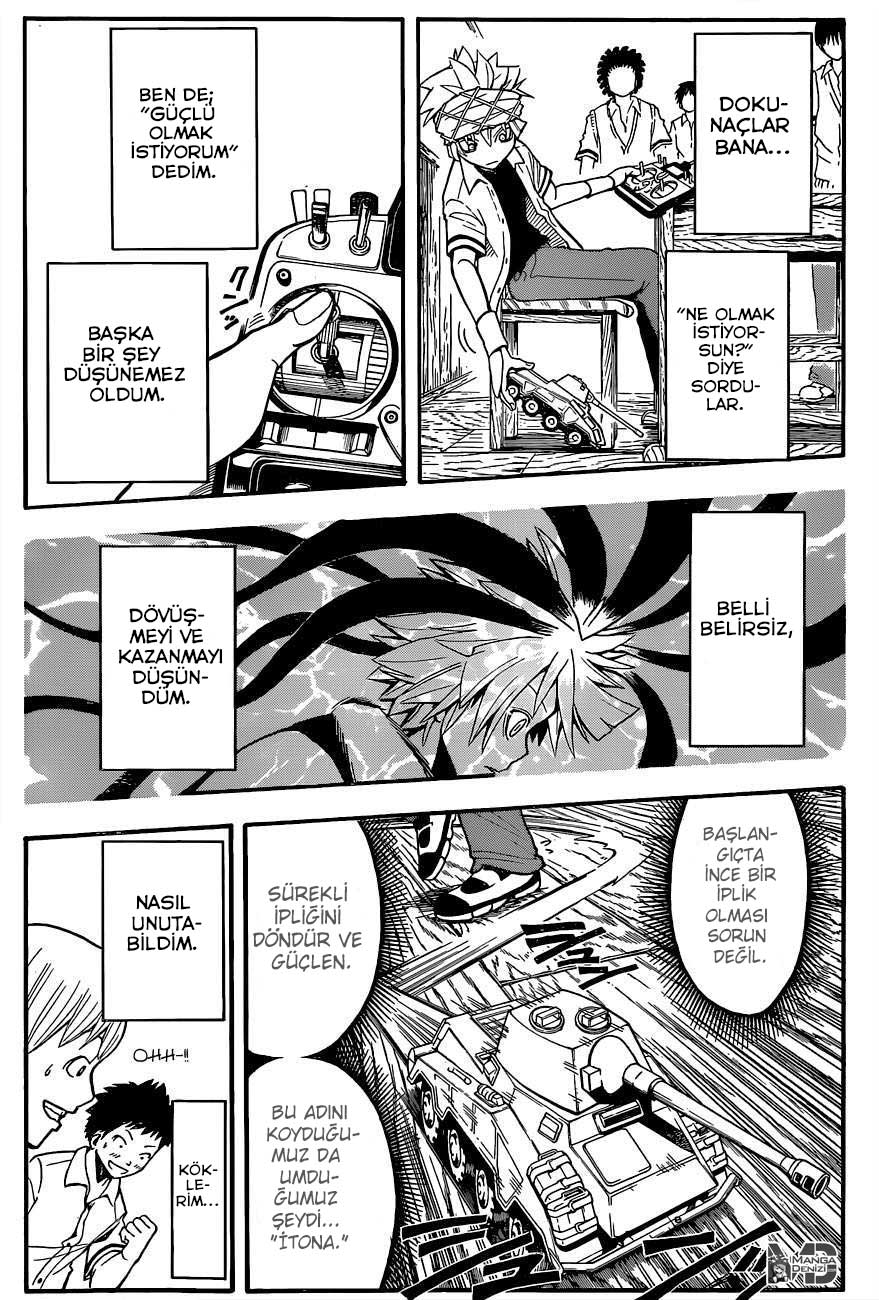 DOKU-
NAÇLAR
BANA...
"NE OLMAK
İSTİYOR-
SUN?"
DİYE
SORDU-
LAR.
BEN DE;
"GÜÇLÜ
OLMAK
İSTİYORUM"
DEDİM.
BAŞKA
BİR ŞEY
DÜŞÜNEMEZ
OLDUM.
BELLİ
BELİRSİZ,
DÖVÜŞ-
MEYİ VE
KAZANMAYI
DÜŞÜN-
DÜM.
BAŞLAN-
GIÇTA
İNCE BİR
İPLİK
OLMASI
SORUN
DEĞİL.
SÜREKLİ
İPLİĞİNİ
DÖNDÜR VE
GÜÇLEN.
BU ADINI
KOYDUĞU-
MUZ DA
UMDU-
ĞUMUZ
ŞEYDİ...
"İTONA."
NASIL
UNUTA-
BİLDİM.
OHH-!!
KÖK-
LE-
RİM...
MANGA
DENİZİ